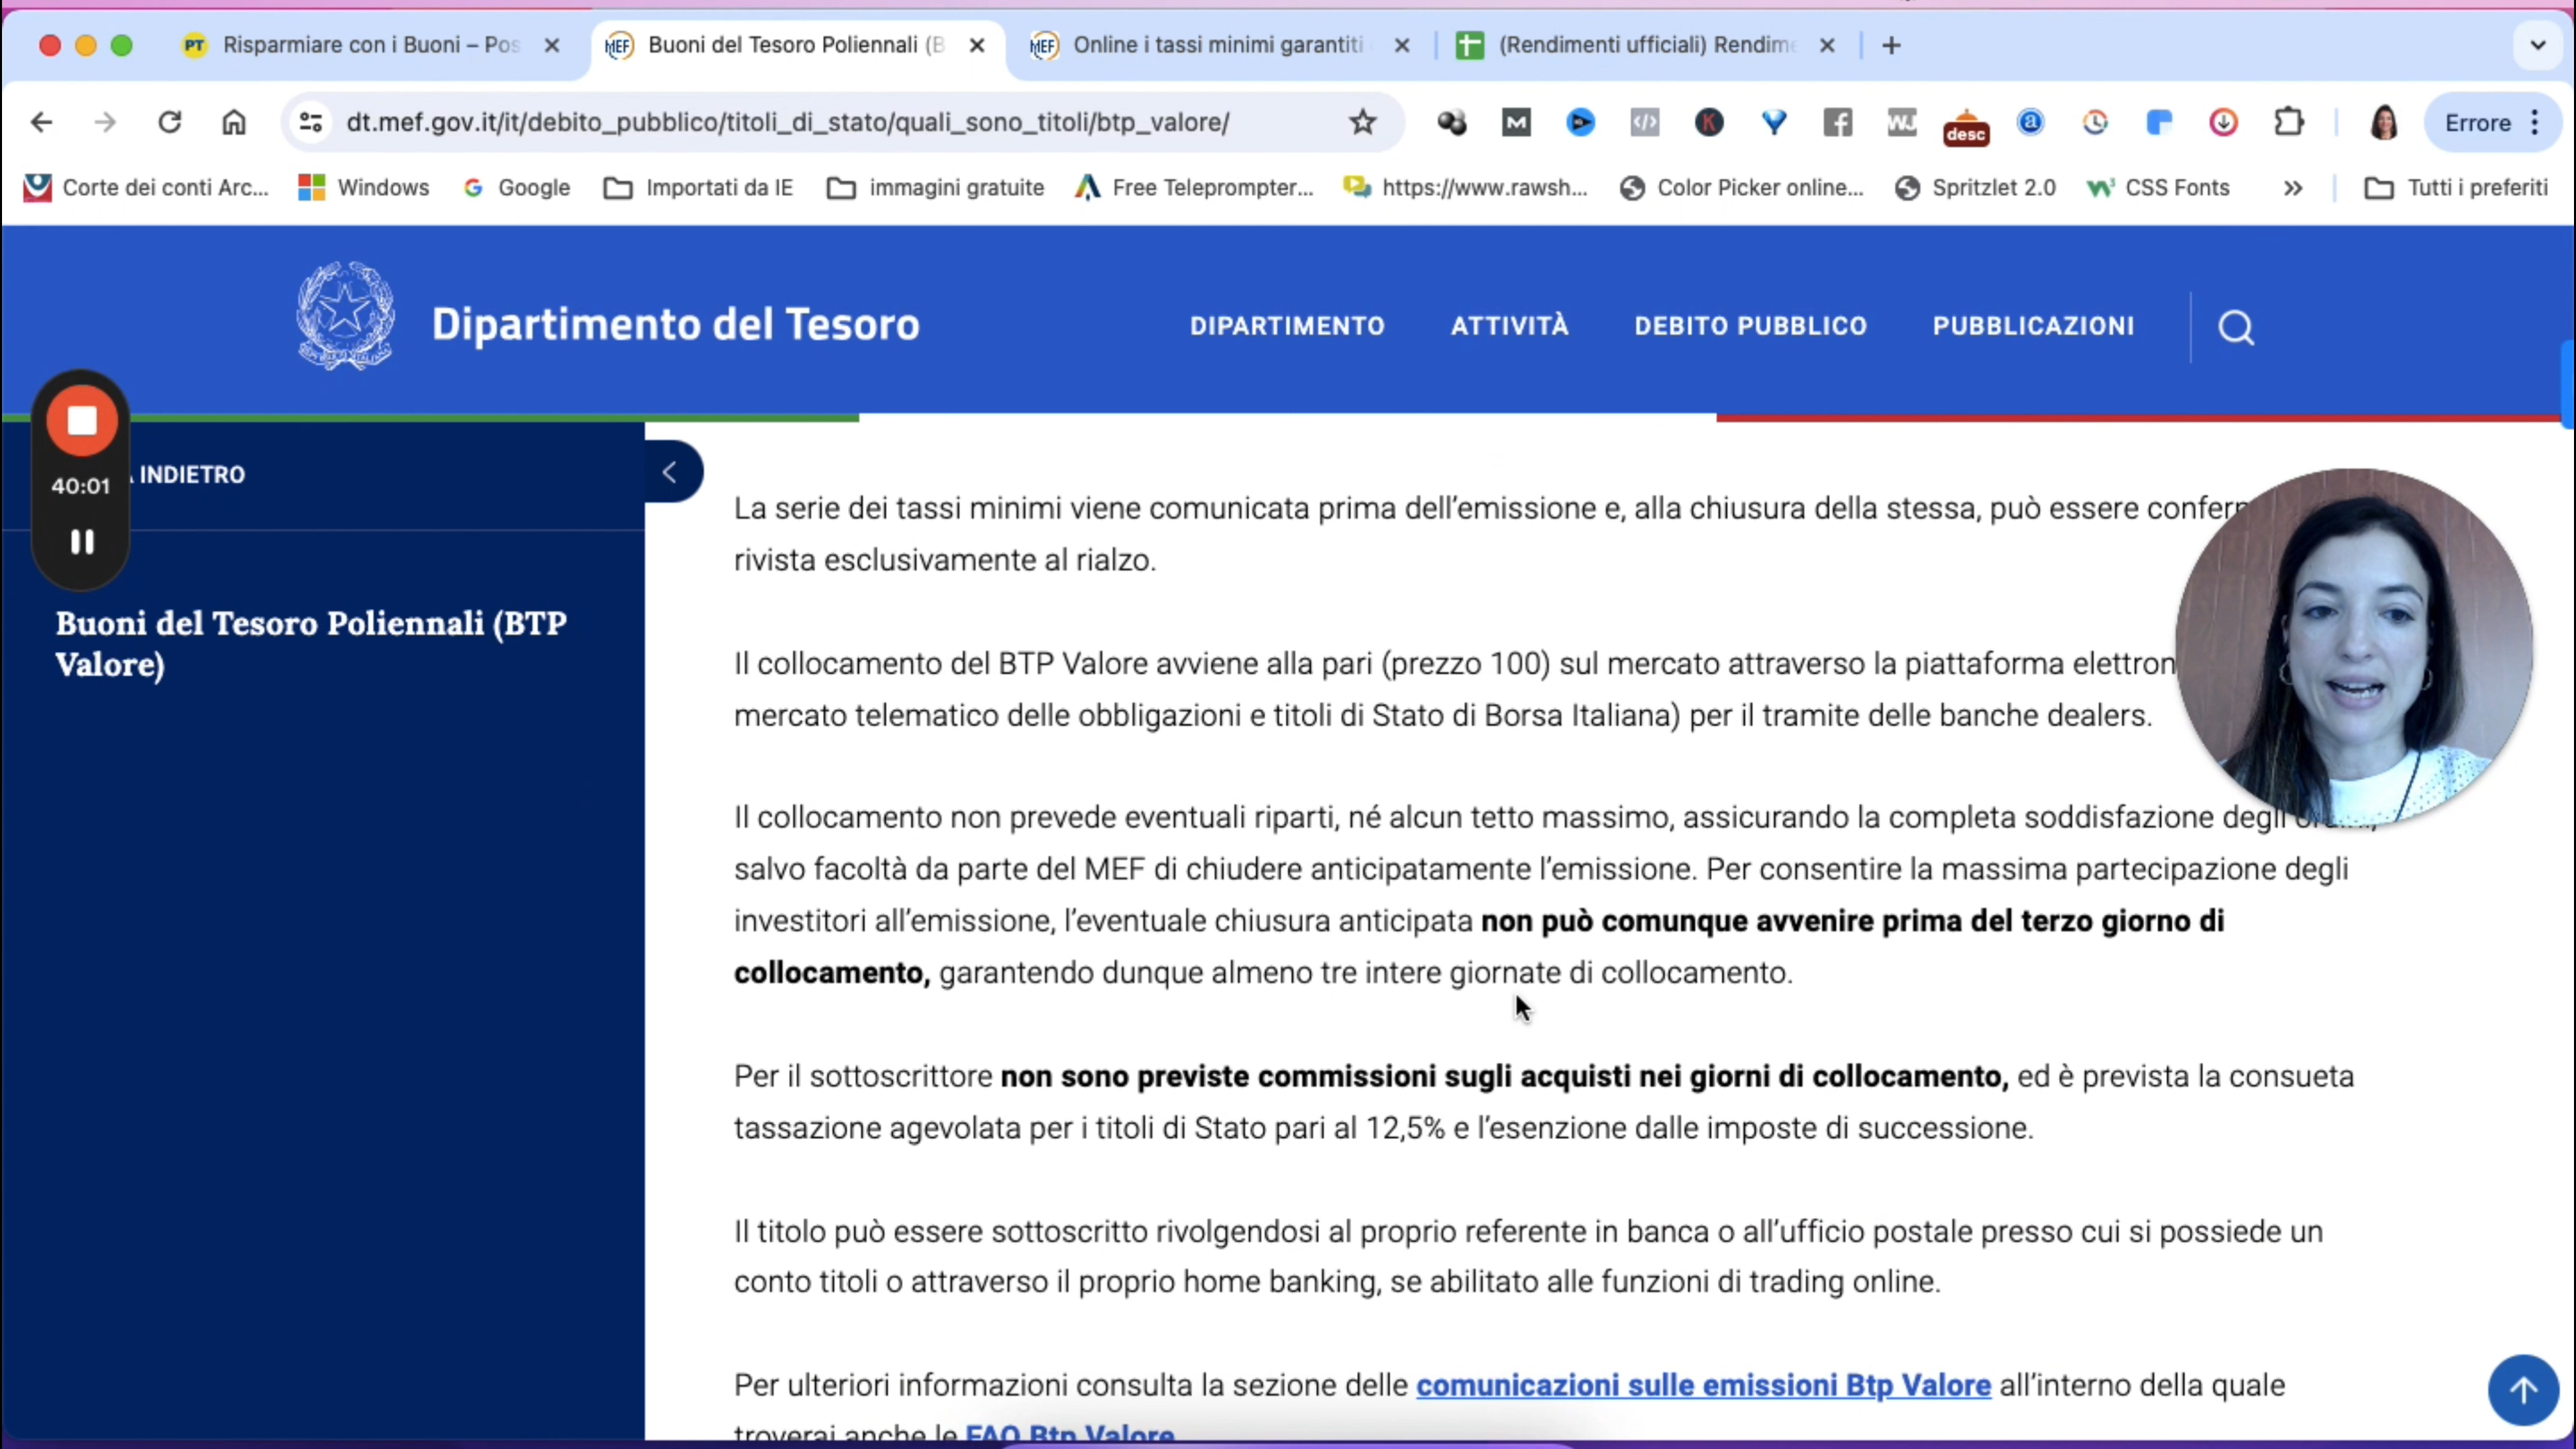 PT Risparmiare con i Buoni – Pos
MEF Buoni del Tesoro Poliennali (B
MEF Online i tassi minimi garantiti
(Rendimenti ufficiali) Rendim
dt.mef.gov.it/it/debito_pubblico/titoli_di_stato/quali_sono_titoli/btp_valore/
desc
Errore
Corte dei conti Arc...
Windows
Google
Importati da IE
immagini gratuite
Free Teleprompter...
https://www.rawsh...
Color Picker online...
Spritzlet 2.0
CSS Fonts
»
Tutti i preferiti
Dipartimento del Tesoro
DIPARTIMENTO
ATTIVITÀ
DEBITO PUBBLICO
PUBBLICAZIONI
40:01
INDIETRO
Buoni del Tesoro Poliennali (BTP
Valore)
La serie dei tassi minimi viene comunicata prima dell’emissione e, alla chiusura della stessa, può essere confer
rivista esclusivamente al rialzo.
Il collocamento del BTP Valore avviene alla pari (prezzo 100) sul mercato attraverso la piattaforma elettron
mercato telematico delle obbligazioni e titoli di Stato di Borsa Italiana) per il tramite delle banche dealers.
Il collocamento non prevede eventuali riparti, né alcun tetto massimo, assicurando la completa soddisfazione degli
salvo facoltà da parte del MEF di chiudere anticipatamente l’emissione. Per consentire la massima partecipazione degli
investitori all’emissione, l’eventuale chiusura anticipata non può comunque avvenire prima del terzo giorno di
collocamento, garantendo dunque almeno tre intere giornate di collocamento.
Per il sottoscrittore non sono previste commissioni sugli acquisti nei giorni di collocamento, ed è prevista la consueta
tassazione agevolata per i titoli di Stato pari al 12,5% e l’esenzione dalle imposte di successione.
Il titolo può essere sottoscritto rivolgendosi al proprio referente in banca o all’ufficio postale presso cui si possiede un
conto titoli o attraverso il proprio home banking, se abilitato alle funzioni di trading online.
Per ulteriori informazioni consulta la sezione delle comunicazioni sulle emissioni Btp Valore all’interno della quale
troverai anche le FAQ Btp Valore